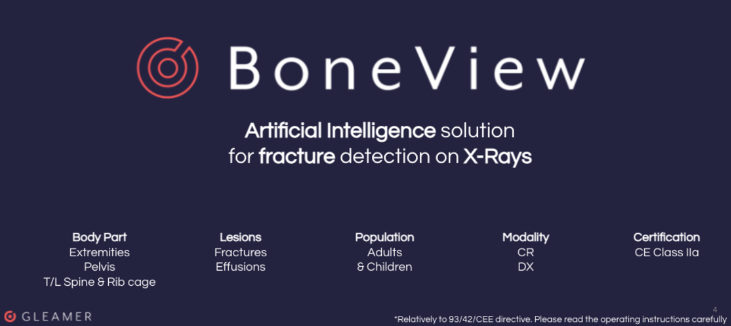 BoneView
Artificial Intelligence solution
for fracture detection on X-Rays
Body Part
Extremities
Pelvis
T/L Spine & Rib cage
Lesions
Fractures
Effusions
Population
Adults
& Children
Modality
CR
DX
Certification
CE Class IIa
4
GLEAMER
*Relatively to 93/42/CEE directive. Please read the operating instructions carefully